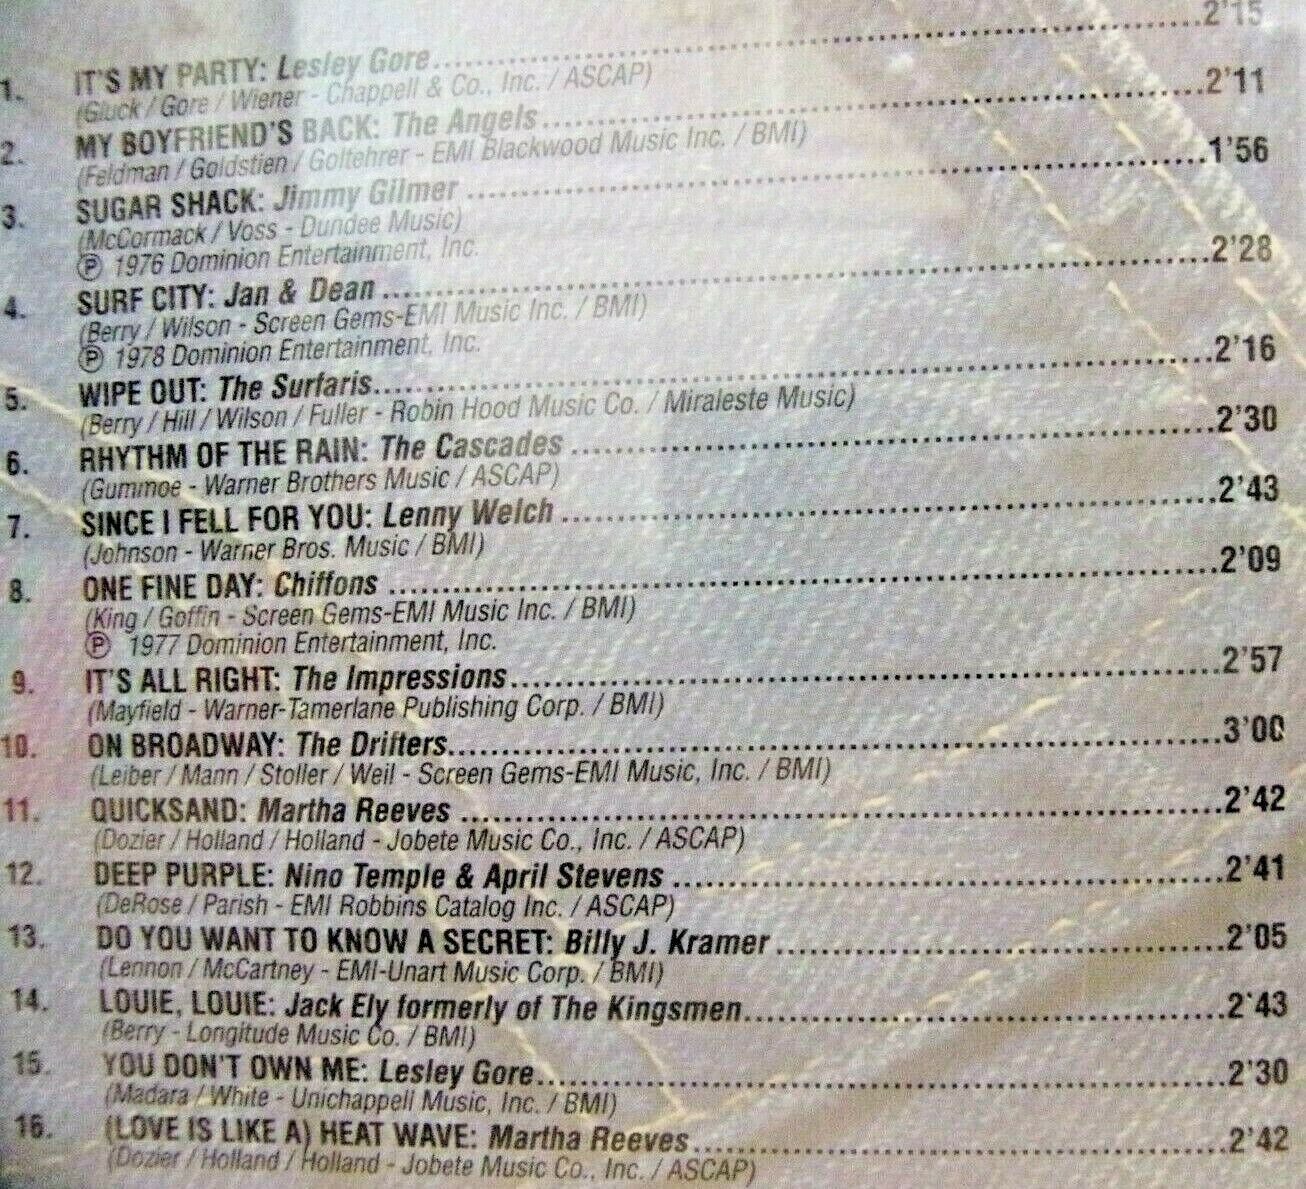 1. IT'S MY PARTY: Lesley Gore 2'15
(Gluck / Gore / Wiener - Chappell & Co., Inc. / ASCAP)
2. MY BOYFRIEND'S BACK: The Angels 2'11
(Feldman / Goldstien / Goltehrer - EMI Blackwood Music Inc. / BMI)
3. SUGAR SHACK: Jimmy Gilmer 1'56
(McCormack / Voss - Dundee Music)
℗ 1976 Dominion Entertainment, Inc.
4. SURF CITY: Jan & Dean 2'28
(Berry / Wilson - Screen Gems-EMI Music Inc. / BMI)
℗ 1978 Dominion Entertainment, Inc.
5. WIPE OUT: The Surfaris 2'16
(Berry / Hill / Wilson / Fuller - Robin Hood Music Co. / Miraleste Music)
6. RHYTHM OF THE RAIN: The Cascades 2'30
(Gummoe - Warner Brothers Music / ASCAP)
7. SINCE I FELL FOR YOU: Lenny Welch 2'43
(Johnson - Warner Bros. Music / BMI)
8. ONE FINE DAY: Chiffons 2'09
(King / Goffin - Screen Gems-EMI Music Inc. / BMI)
℗ 1977 Dominion Entertainment, Inc.
9. IT'S ALL RIGHT: The Impressions 2'57
(Mayfield - Warner-Tamerlane Publishing Corp. / BMI)
10. ON BROADWAY: The Drifters 3'00
(Leiber / Mann / Stoller / Weil - Screen Gems-EMI Music, Inc. / BMI)
11. QUICKSAND: Martha Reeves 2'42
(Dozier / Holland / Holland - Jobete Music Co., Inc. / ASCAP)
12. DEEP PURPLE: Nino Temple & April Stevens 2'41
(DeRose / Parish - EMI Robbins Catalog Inc. / ASCAP)
13. DO YOU WANT TO KNOW A SECRET: Billy J. Kramer 2'05
(Lennon / McCartney - EMI-Unart Music Corp. / BMI)
14. LOUIE, LOUIE: Jack Ely formerly of The Kingsmen 2'43
(Berry - Longitude Music Co. / BMI)
15. YOU DON'T OWN ME: Lesley Gore 2'30
(Madara / White - Unichappell Music, Inc. / BMI)
16. (LOVE IS LIKE A) HEAT WAVE: Martha Reeves 2'42
(Dozier / Holland / Holland - Jobete Music Co., Inc. / ASCAP)